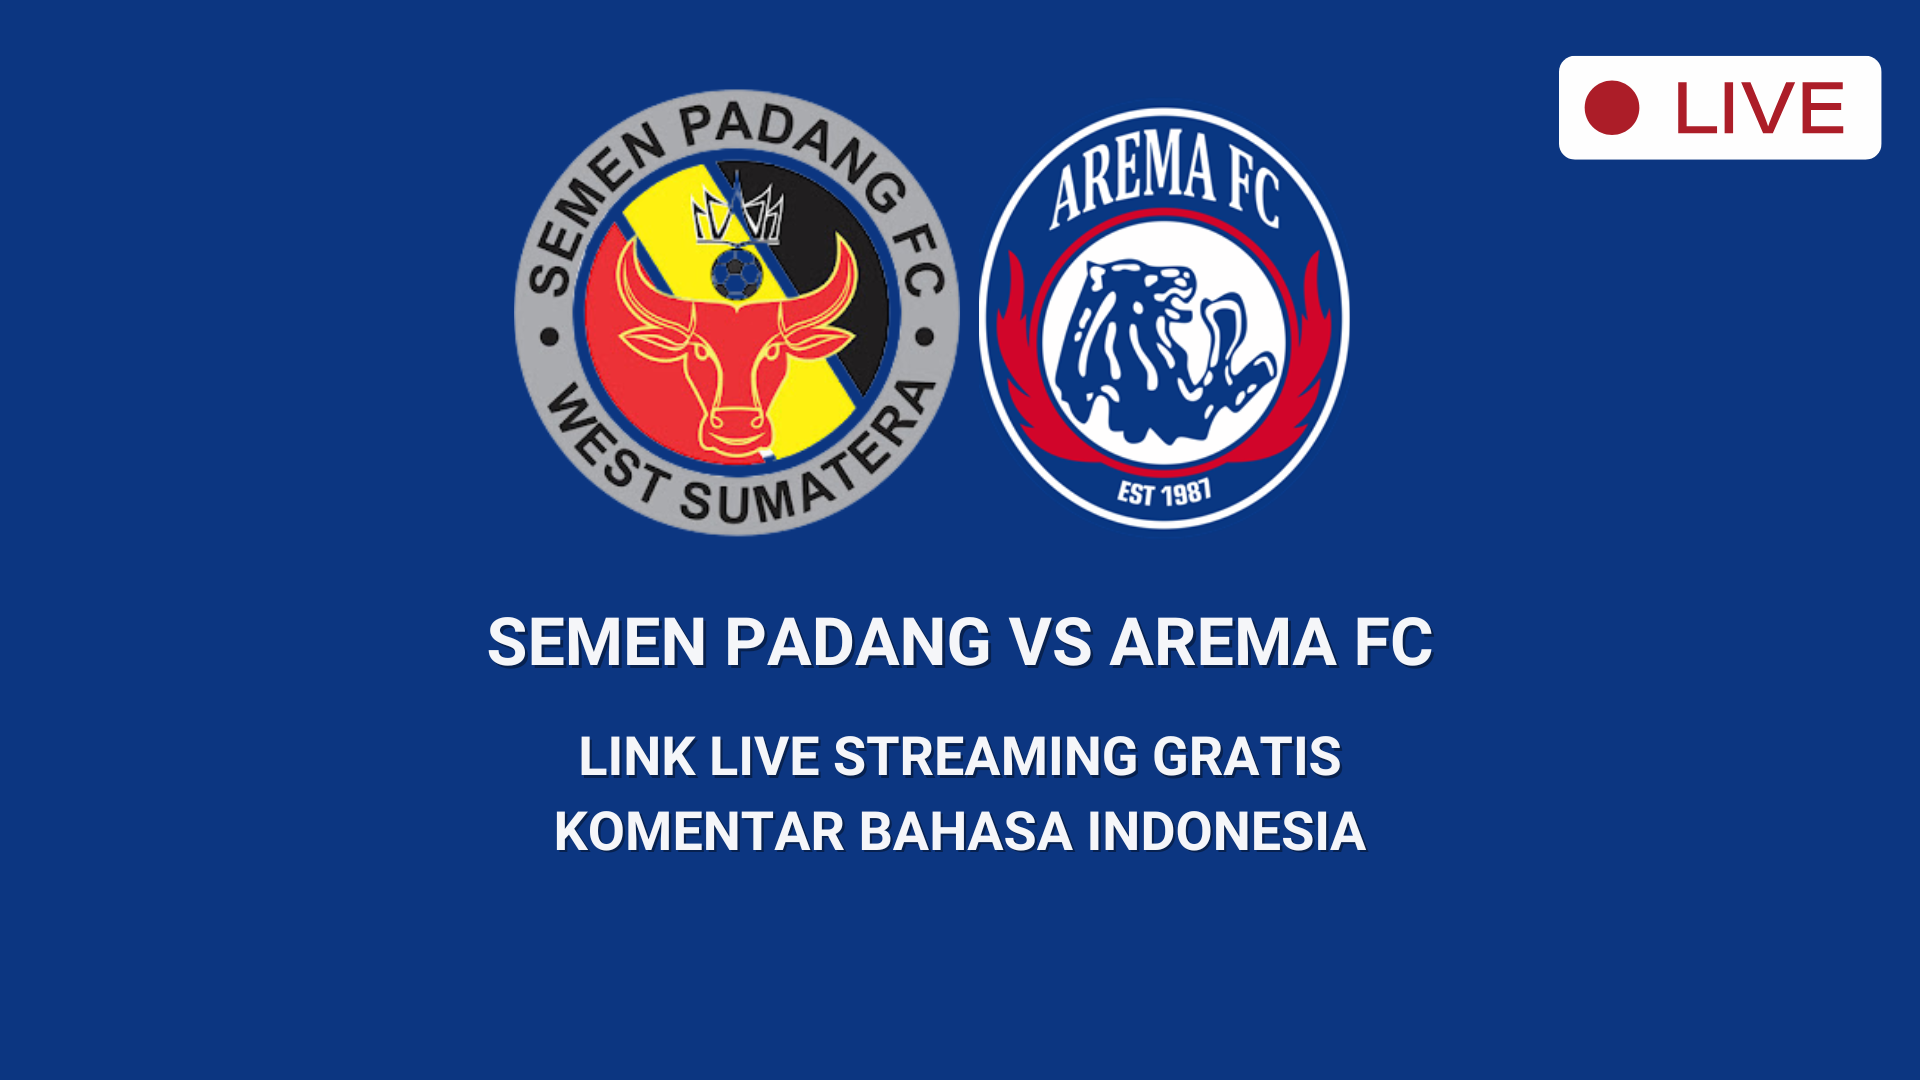 LIVE
SEMEN PADANG FC
WEST SUMATERA
AREMA FC
EST 1987
SEMEN PADANG VS AREMA FC
LINK LIVE STREAMING GRATIS
KOMENTAR BAHASA INDONESIA